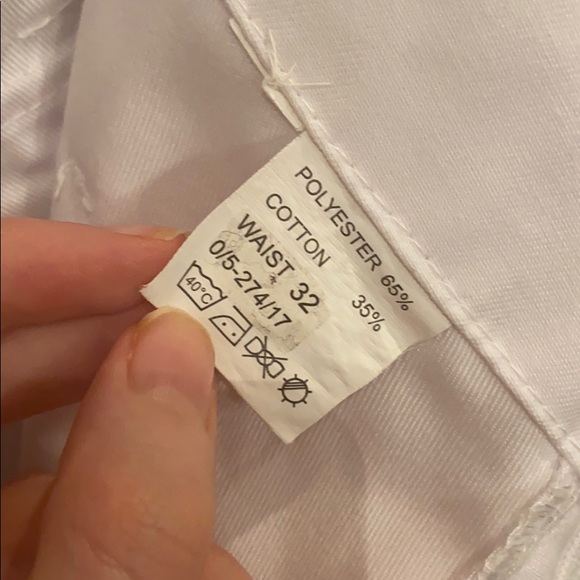 POLYESTER 65%
COTTON 35%
WAIST 32
0/5-274/17
40°C